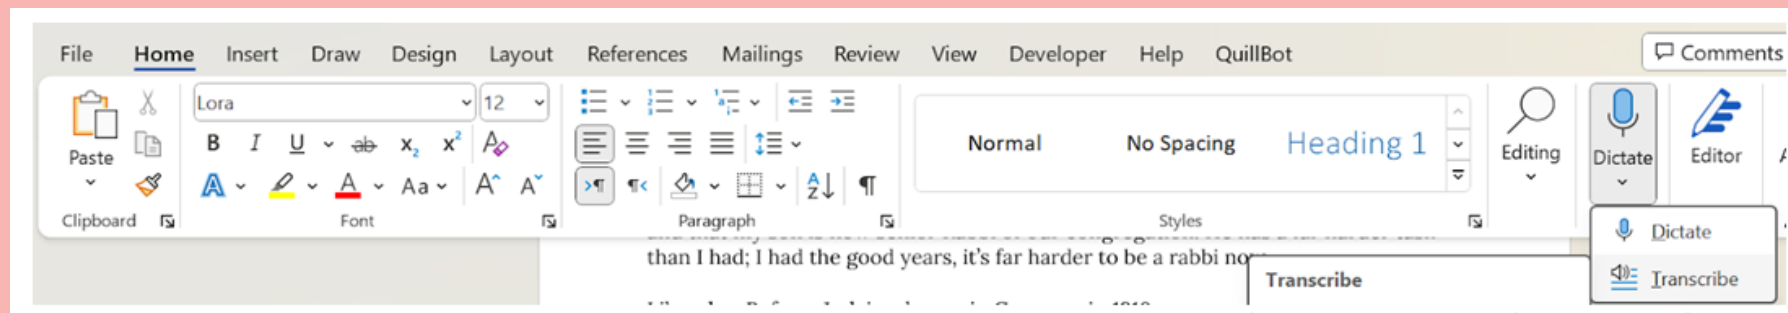 File Home Insert Draw Design Layout References Mailings Review View Developer Help QuillBot Comments
Lora 12
B I U ab x₂ x² A
Paste
A A Aa A A
Clipboard Font Paragraph
Normal No Spacing Heading 1
Styles
Editing
Dictate
Editor
Dictate
Transcribe
than I had; I had the good years, it's far harder to be a rabbi now
Transcribe